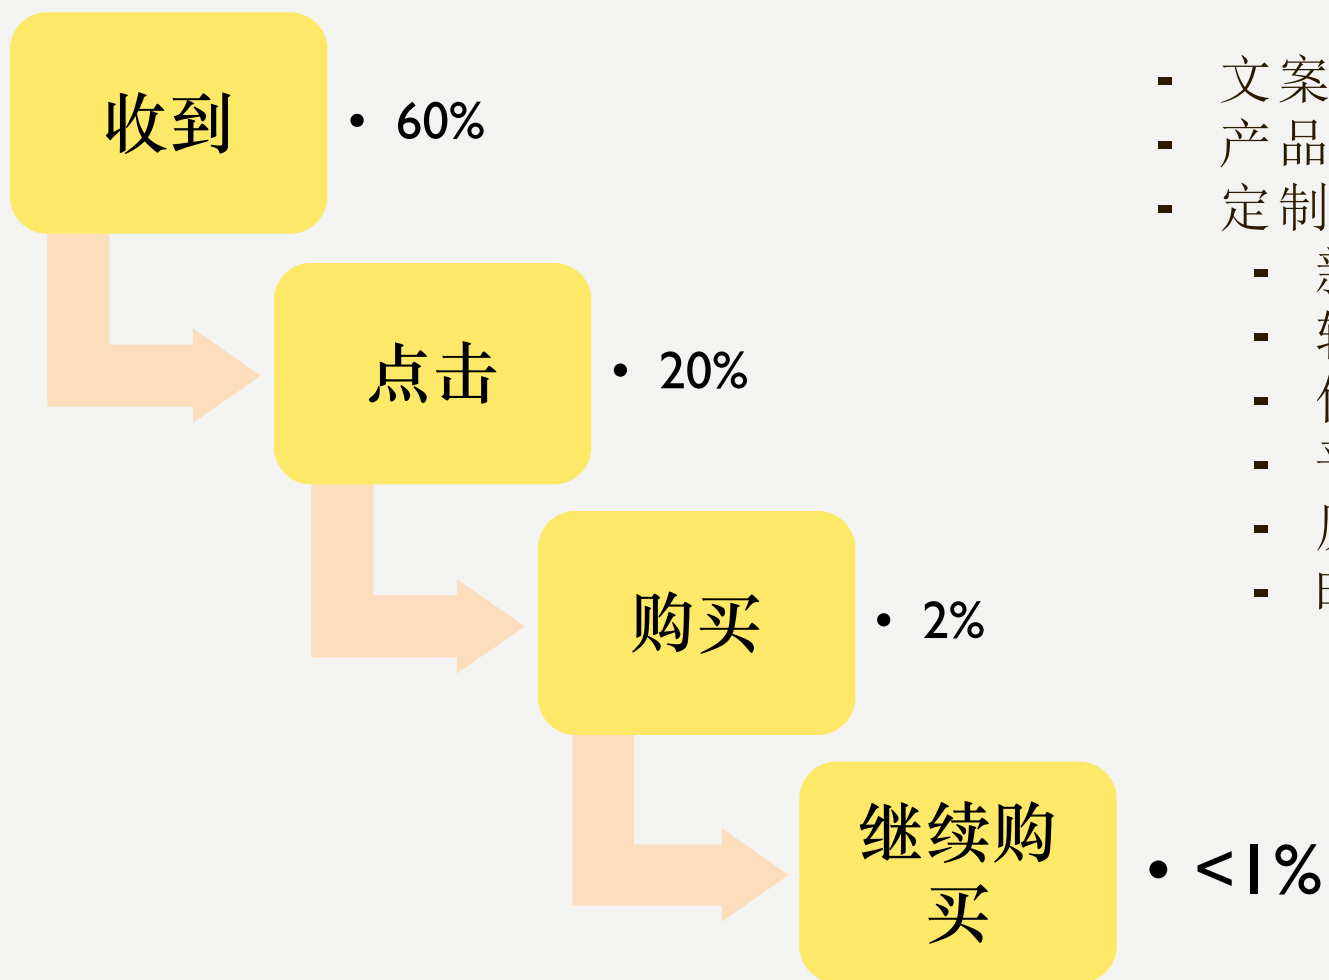 收到
• 60%
点击
• 20%
购买
• 2%
继续购
买
• <1%
- 文案
- 产品
- 定制